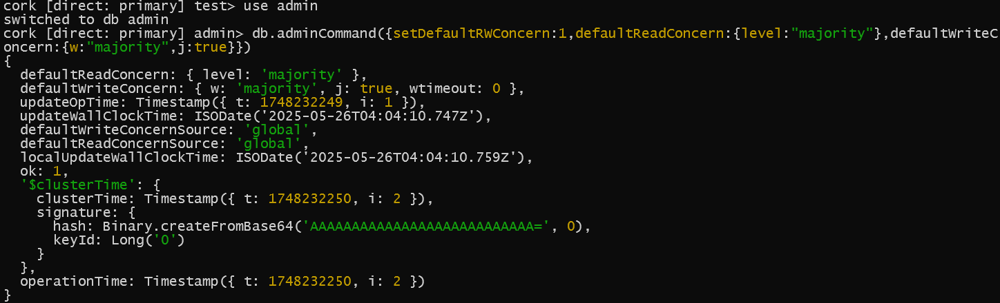 cork [direct: primary] test> use admin
switched to db admin
cork [direct: primary] admin> db.adminCommand({setDefaultRWConcern:1,defaultReadConcern:{level:"majority"},defaultWriteC
oncern:{w:"majority",j:true}})
{
  defaultReadConcern: { level: 'majority' },
  defaultWriteConcern: { w: 'majority', j: true, wtimeout: 0 },
  updateOpTime: Timestamp({ t: 1748232249, i: 1 }),
  updateWallClockTime: ISODate('2025-05-26T04:04:10.747Z'),
  defaultWriteConcernSource: 'global',
  defaultReadConcernSource: 'global',
  localUpdateWallClockTime: ISODate('2025-05-26T04:04:10.759Z'),
  ok: 1,
  '$clusterTime': {
    clusterTime: Timestamp({ t: 1748232250, i: 2 }),
    signature: {
      hash: Binary.createFromBase64('AAAAAAAAAAAAAAAAAAAAAAAAAAA=', 0),
      keyId: Long('0')
    }
  },
  operationTime: Timestamp({ t: 1748232250, i: 2 })
}